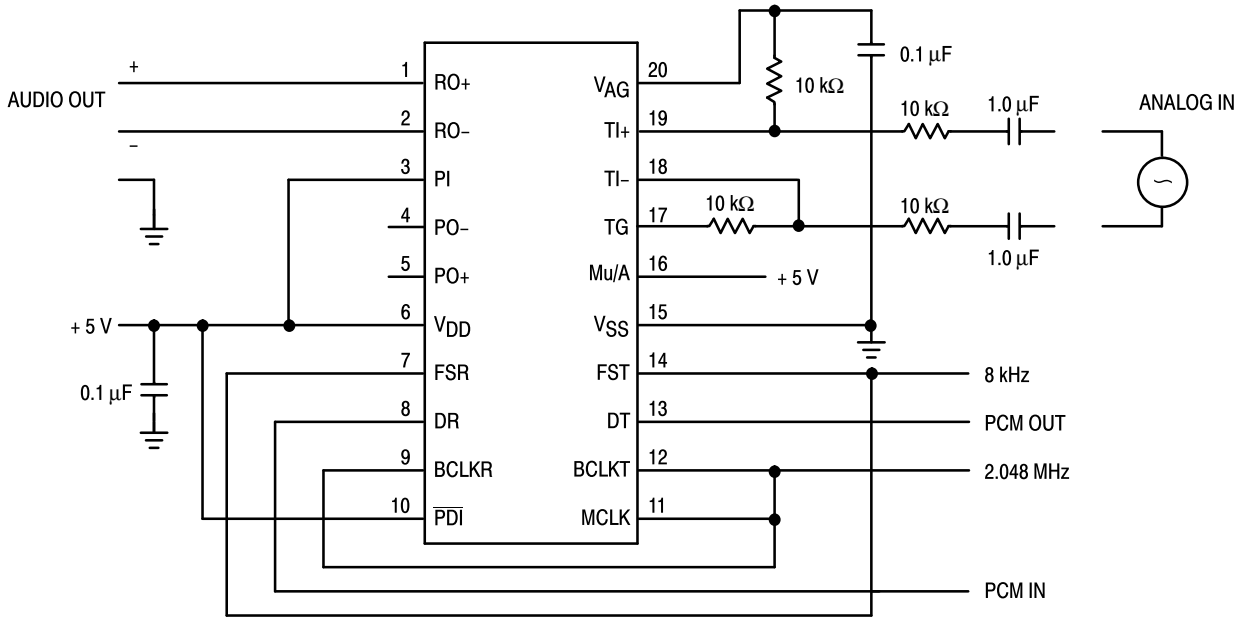 AUDIO OUT
+
–
1 RO+
2 RO–
3 PI
4 PO–
5 PO+
+ 5 V
6 VDD
7 FSR
0.1 µF
8 DR
9 BCLKR
10 PDI
VAG 20
TI+ 19
TI– 18
TG 17
Mu/A 16
VSS 15
FST 14
DT 13
BCLKT 12
MCLK 11
10 kΩ
0.1 µF
10 kΩ
1.0 µF
ANALOG IN
10 kΩ
10 kΩ
1.0 µF
+ 5 V
8 kHz
PCM OUT
2.048 MHz
PCM IN